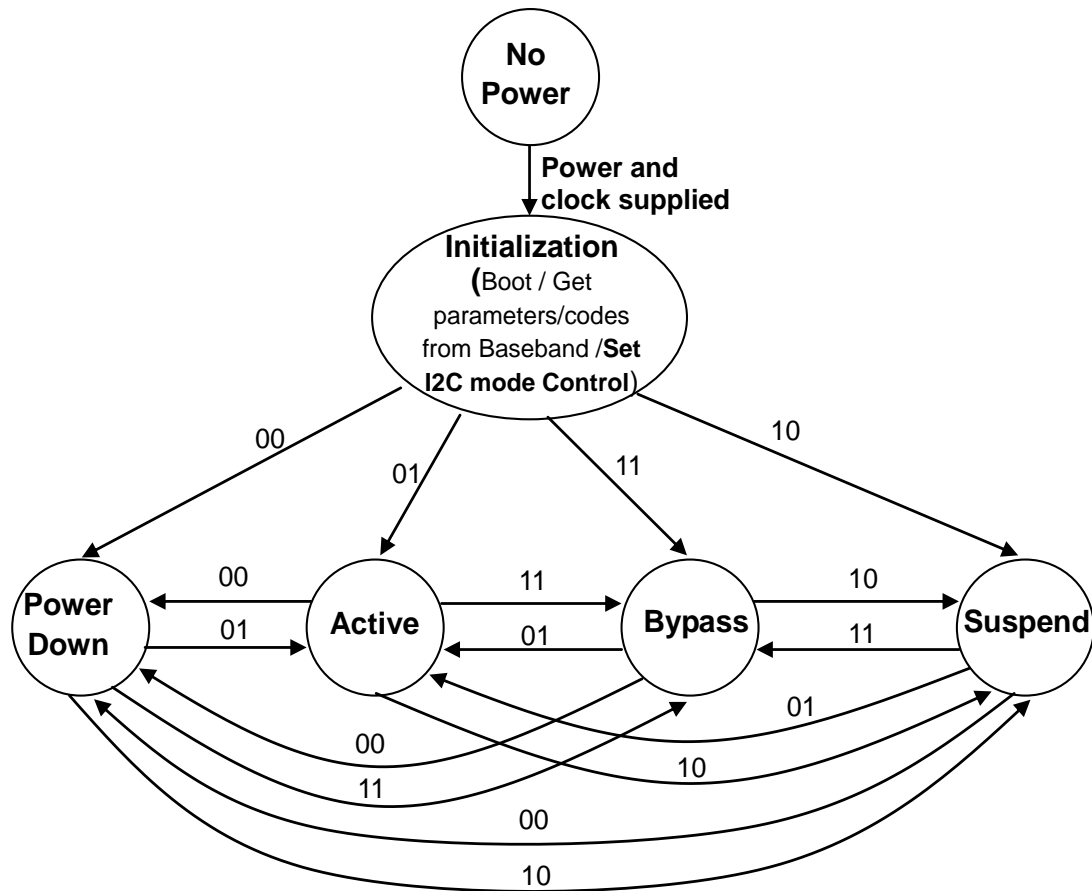 No
Power
Power and
clock supplied
Initialization
(Boot / Get
parameters/codes
from Baseband /Set
I2C mode Control)
00
01
11
10
00
11
10
Power
Down
Active
Bypass
Suspend
01
01
11
01
00
10
11
00
10